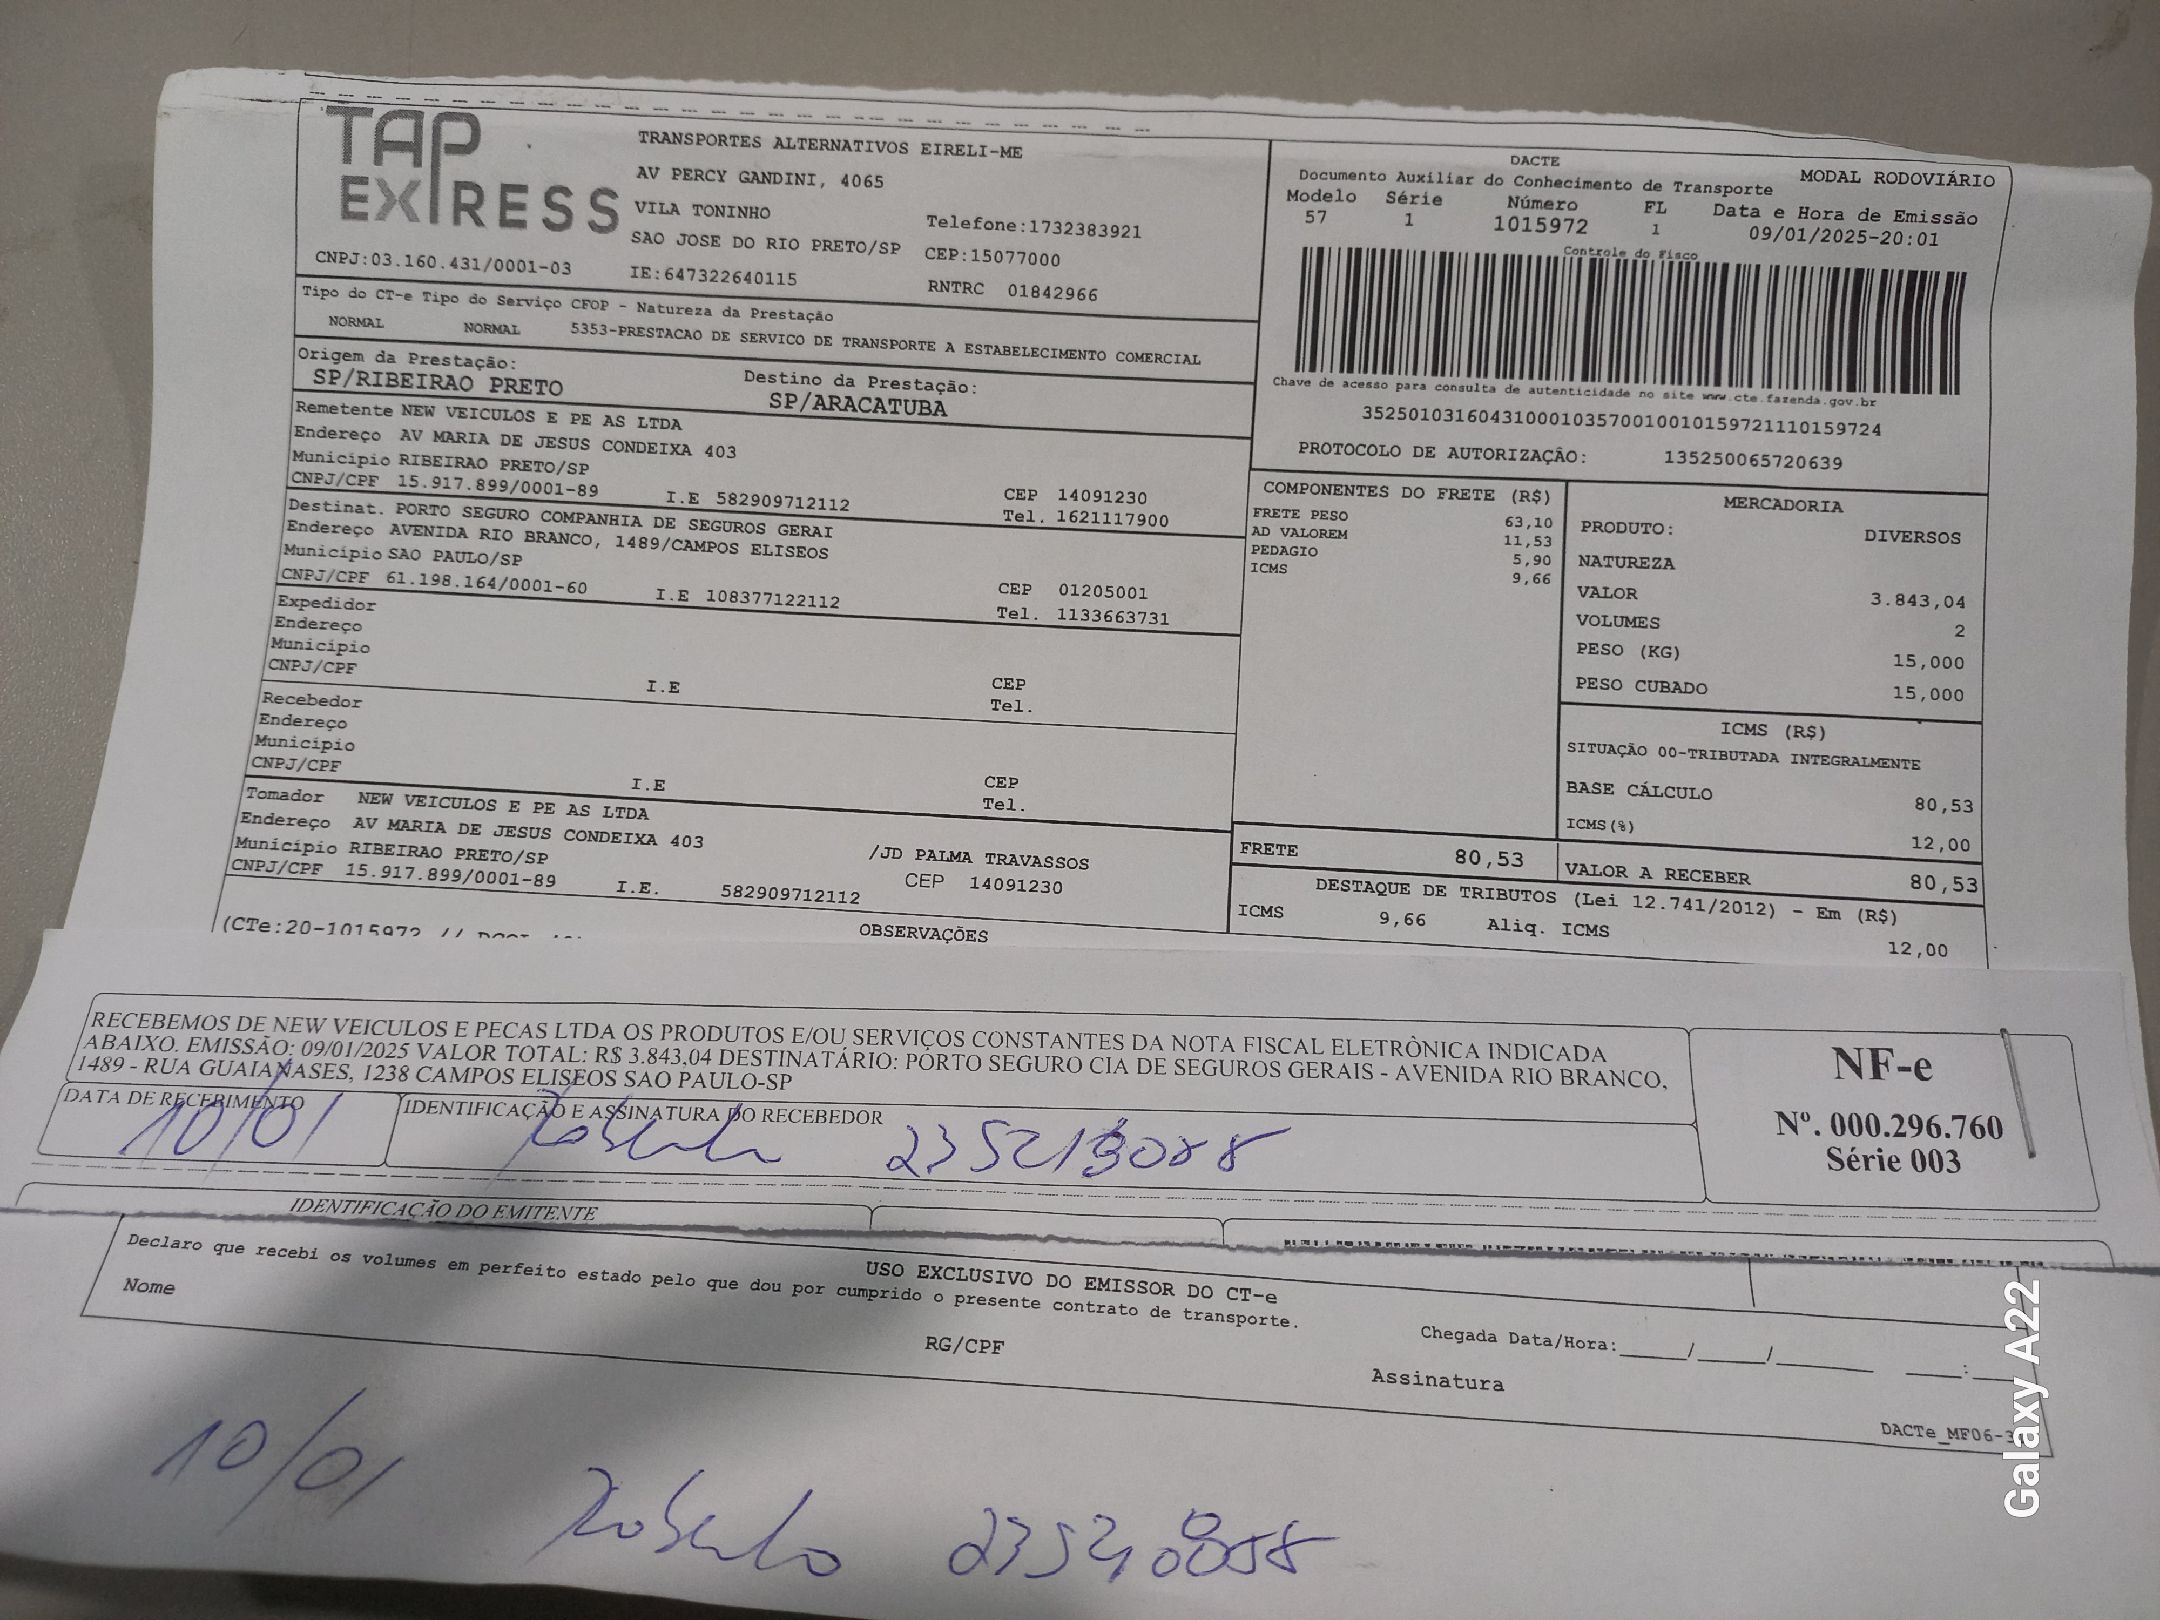 TAP EXPRESS
TRANSPORTES ALTERNATIVOS EIRELI-ME
AV PERCY GANDINI, 4065
VILA TONINHO
Telefone:1732383921
SAO JOSE DO RIO PRETO/SP CEP:15077000
CNPJ:03.160.431/0001-03 IE:647322640115 RNTRC 01842966
DACTE
Documento Auxiliar do Conhecimento de Transporte MODAL RODOVIÁRIO
Modelo Série Número FL Data e Hora de Emissão
57 1 1015972 1 09/01/2025-20:01
Controle do Fisco
Chave de acesso para consulta de autenticidade no site www.cte.fazenda.gov.br
35250103160431000103570010010159721110159724
PROTOCOLO DE AUTORIZAÇÃO: 135250065720639
Tipo do CT-e Tipo do Serviço CFOP - Natureza da Prestação
NORMAL NORMAL 5353-PRESTACAO DE SERVICO DE TRANSPORTE A ESTABELECIMENTO COMERCIAL
Origem da Prestação: Destino da Prestação:
SP/RIBEIRAO PRETO SP/ARACATUBA
Remetente NEW VEICULOS E PE AS LTDA
Endereço AV MARIA DE JESUS CONDEIXA 403
Município RIBEIRAO PRETO/SP CEP 14091230
CNPJ/CPF 15.917.899/0001-89 I.E 582909712112 Tel. 1621117900
Destinat. PORTO SEGURO COMPANHIA DE SEGUROS GERAI
Endereço AVENIDA RIO BRANCO, 1489/CAMPOS ELISEOS
Município SAO PAULO/SP CEP 01205001
CNPJ/CPF 61.198.164/0001-60 I.E 108377122112 Tel. 1133663731
Expedidor
Endereço
Município CEP
CNPJ/CPF I.E Tel.
Recebedor
Endereço
Município CEP
CNPJ/CPF I.E Tel.
Tomador NEW VEICULOS E PE AS LTDA
Endereço AV MARIA DE JESUS CONDEIXA 403 /JD PALMA TRAVASSOS
Município RIBEIRAO PRETO/SP CEP 14091230
CNPJ/CPF 15.917.899/0001-89 I.E. 582909712112
COMPONENTES DO FRETE (R$)
FRETE PESO 63,10
AD VALOREM 11,53
PEDAGIO 5,90
ICMS 9,66
MERCADORIA
PRODUTO: DIVERSOS
NATUREZA
VALOR 3.843,04
VOLUMES 2
PESO (KG) 15,000
PESO CUBADO 15,000
ICMS (R$)
SITUAÇÃO 00-TRIBUTADA INTEGRALMENTE
BASE CÁLCULO 80,53
ICMS(%) 12,00
FRETE 80,53 VALOR A RECEBER 80,53
DESTAQUE DE TRIBUTOS (Lei 12.741/2012) - Em (R$)
ICMS 9,66 Aliq. ICMS 12,00
OBSERVAÇÕES
(CTe:20-1015972 //
RECEBEMOS DE NEW VEICULOS E PECAS LTDA OS PRODUTOS E/OU SERVIÇOS CONSTANTES DA NOTA FISCAL ELETRÔNICA INDICADA
ABAIXO. EMISSÃO: 09/01/2025 VALOR TOTAL: R$ 3.843,04 DESTINATÁRIO: PORTO SEGURO CIA DE SEGUROS GERAIS - AVENIDA RIO BRANCO,
1489 - RUA GUAIANASES, 1238 CAMPOS ELISEOS SAO PAULO-SP
DATA DE RECEBIMENTO IDENTIFICAÇÃO E ASSINATURA DO RECEBEDOR
10/01 Roberto
NF-e
Nº. 000.296.760
Série 003
IDENTIFICAÇÃO DO EMITENTE
USO EXCLUSIVO DO EMISSOR DO CT-e
Declaro que recebi os volumes em perfeito estado pelo que dou por cumprido o presente contrato de transporte.
Nome RG/CPF Chegada Data/Hora:_____/_____/_______ ____:____
Assinatura
DACTe_MF06-3
10/01 Roberto
Galaxy A22